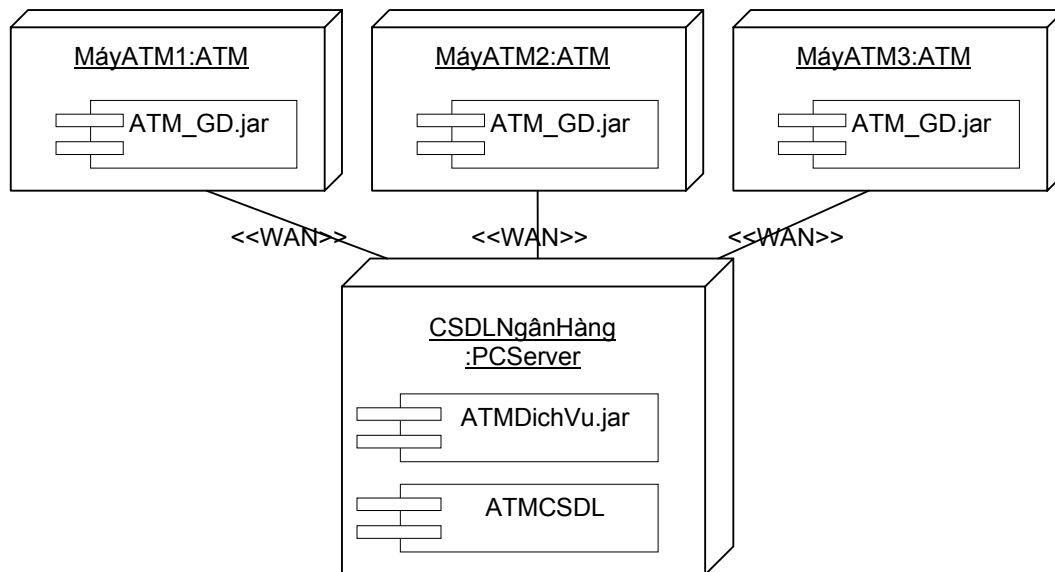 MáyATM1:ATM
MáyATM2:ATM
MáyATM3:ATM
ATM_GD.jar
ATM_GD.jar
ATM_GD.jar
<<WAN>>
<<WAN>>
<<WAN>>
CSDLNgânHàng
:PCServer
ATMDichVu.jar
ATMCSDL